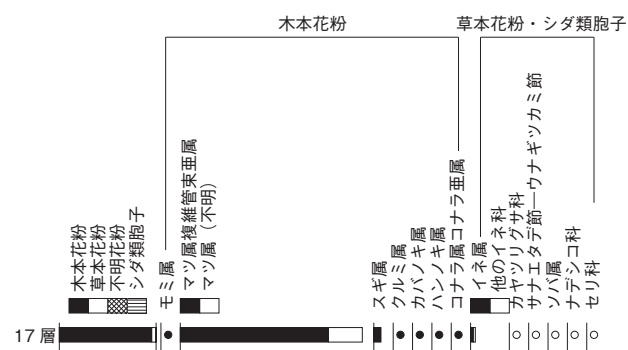 木本花粉
草本花粉・シダ類胞子
木本花粉
草本花粉
不明花粉
シダ類胞子
モミ属
マツ属複維管束亜属
マツ属（不明）
スギ属
クルミ属
カバノキ属
ハンノキ属
コナラ属コナラ亜属
イネ属
他のイネ科
カヤツリグサ科
サナエタデ節―ウナギツカミ節
ソバ属
ナデシコ科
セリ科
17 層